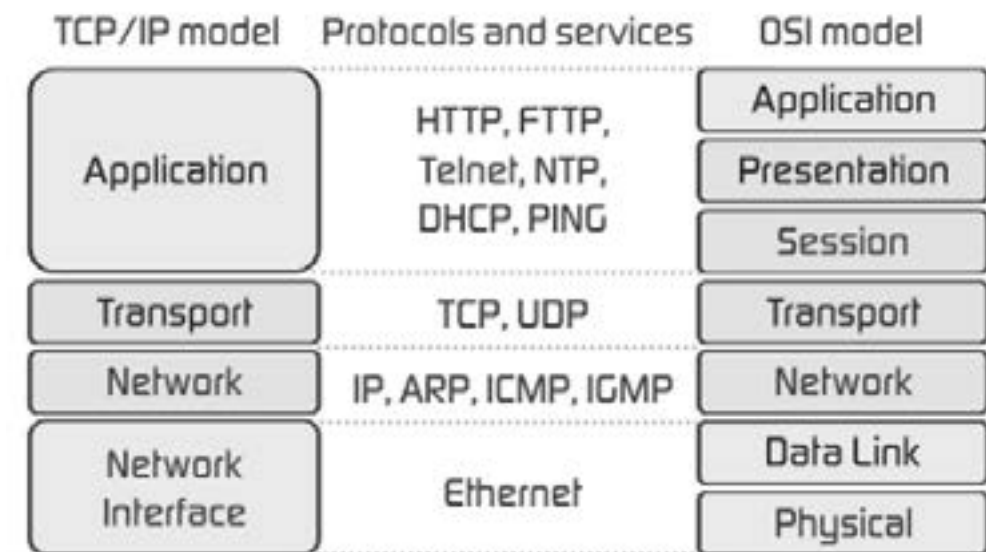 TCP/IP model Protocols and services OSI model
Application
HTTP, FTTP,
Telnet, NTP,
DHCP, PING
Application
Presentation
Session
Transport
TCP, UDP
Transport
Network
IP, ARP, ICMP, IGMP
Network
Network
Interface
Ethernet
Data Link
Physical